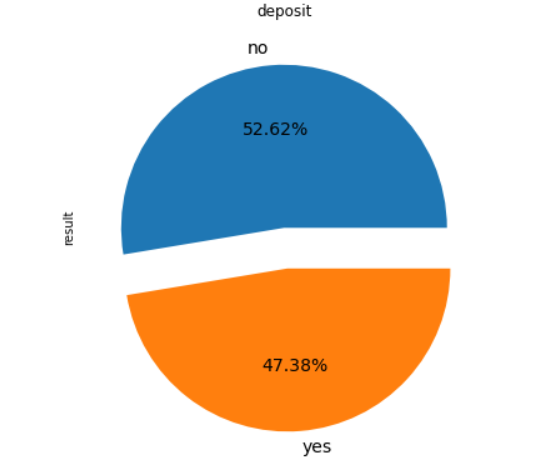 deposit
no
52.62%
result
47.38%
yes